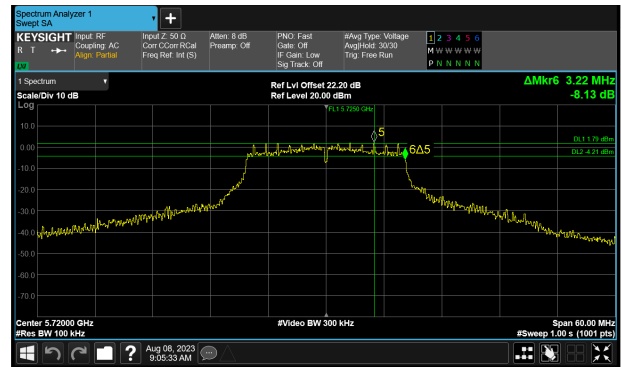 Spectrum Analyzer 1
Swept SA
KEYSIGHT
R T
LXI
Input: RF
Coupling: AC
Align: Partial
Input Z: 50 Ω
Corr CCorr RCal
Freq Ref: Int (S)
Atten: 8 dB
Preamp: Off
PNO: Fast
Gate: Off
IF Gain: Low
Sig Track: Off
#Avg Type: Voltage
Avg|Hold: 30/30
Trig: Free Run
1 2 3 4 5 6
M W W W W W
P N N N N N
1 Spectrum
Scale/Div 10 dB
Log
Ref Lvl Offset 22.20 dB
Ref Level 20.00 dBm
ΔMkr6 3.22 MHz
-8.13 dB
FL1 5.7250 GHz
5
6Δ5
DL1 1.79 dBm
DL2 -4.21 dBm
10.0
0.00
-10.0
-20.0
-30.0
-40.0
-50.0
-60.0
-70.0
Center 5.72000 GHz
#Res BW 100 kHz
#Video BW 300 kHz
Span 60.00 MHz
#Sweep 1.00 s (1001 pts)
?
Aug 08, 2023
9:05:33 AM